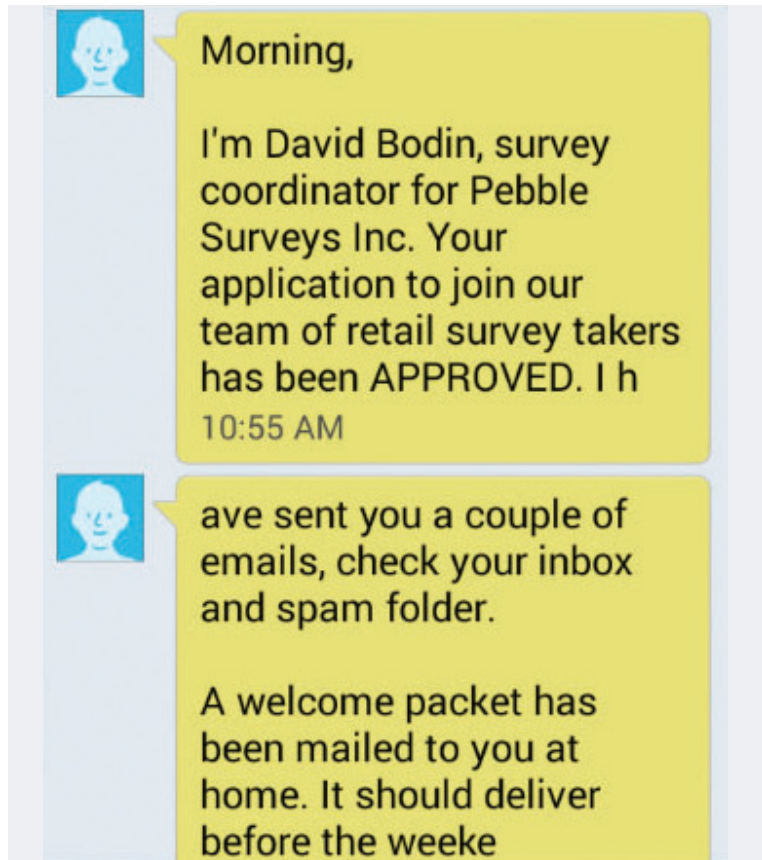 Morning,
I'm David Bodin, survey
coordinator for Pebble
Surveys Inc. Your
application to join our
team of retail survey takers
has been APPROVED. I h
10:55 AM
ave sent you a couple of
emails, check your inbox
and spam folder.
A welcome packet has
been mailed to you at
home. It should deliver
before the weeke